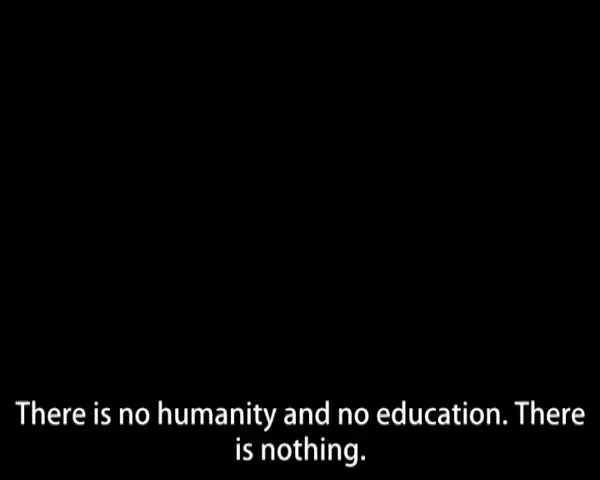 There is no humanity and no education. There
is nothing.